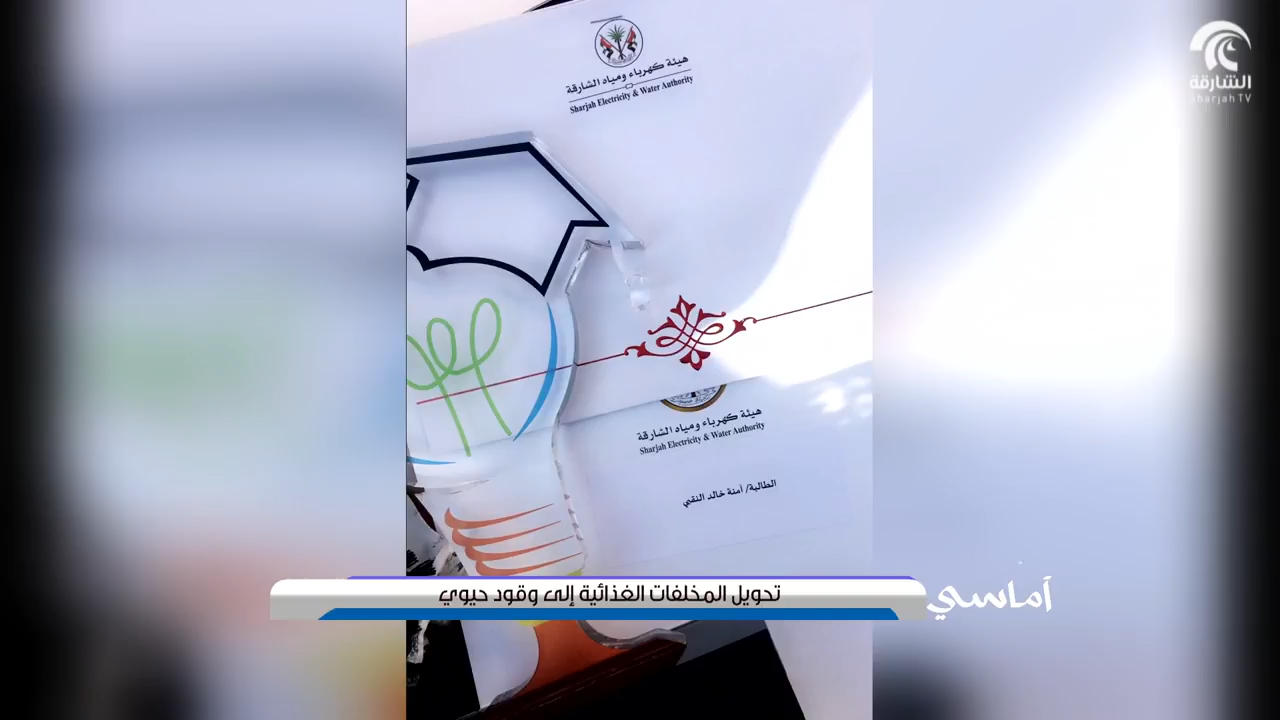 هيئة كهرباء ومياه الشارقة
Sharjah Electricity & Water Authority
الشارقة
Sharjah TV
هيئة كهرباء ومياه الشارقة
Sharjah Electricity & Water Authority
الطالبة/ آمنة خالد النقبي
تحويل المخلفات الغذائية إلى وقود حيوي
أماسي